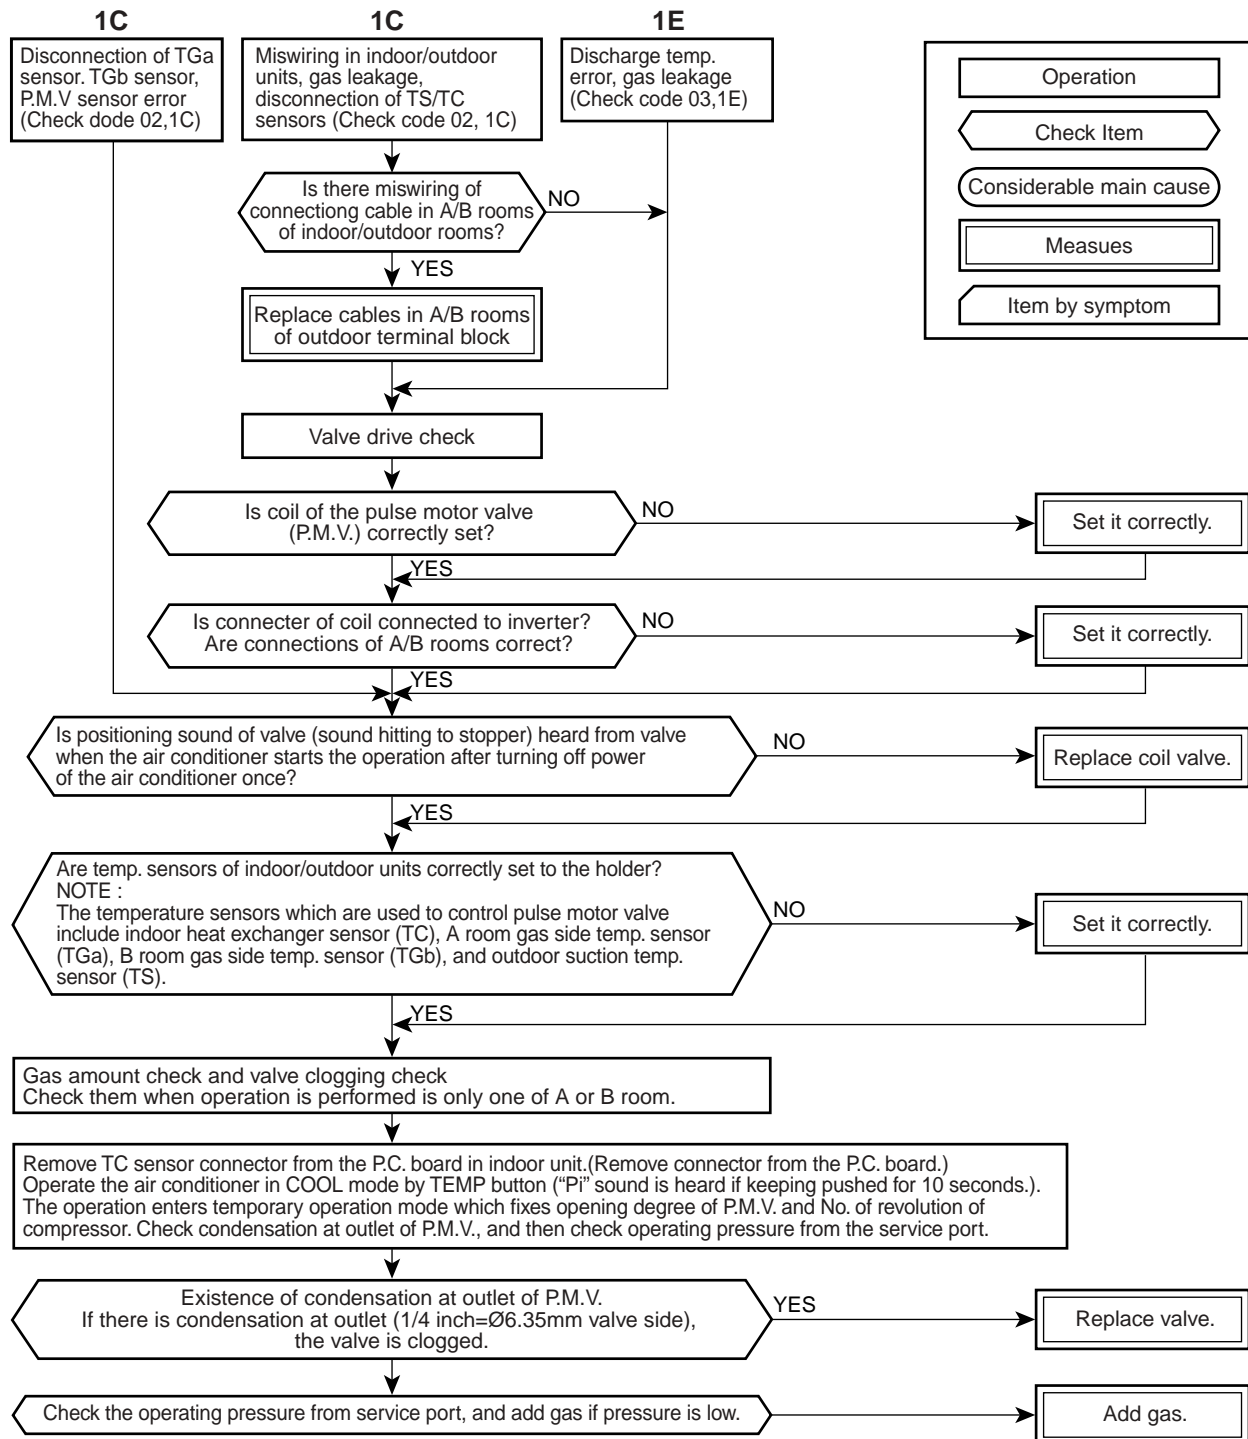 1C
1C
1E
Disconnection of TGa
sensor. TGb sensor,
P.M.V sensor error
(Check dode 02,1C)
Miswiring in indoor/outdoor
units, gas leakage,
disconnection of TS/TC
sensors (Check code 02, 1C)
Discharge temp.
error, gas leakage
(Check code 03,1E)
Operation
Check Item
Considerable main cause
Measues
Item by symptom
Is there miswiring of
connectiong cable in A/B rooms
of indoor/outdoor rooms?
NO
YES
Replace cables in A/B rooms
of outdoor terminal block
Valve drive check
Is coil of the pulse motor valve
(P.M.V.) correctly set?
NO
Set it correctly.
YES
Is connecter of coil connected to inverter?
Are connections of A/B rooms correct?
NO
Set it correctly.
YES
Is positioning sound of valve (sound hitting to stopper) heard from valve
when the air conditioner starts the operation after turning off power
of the air conditioner once?
NO
Replace coil valve.
YES
Are temp. sensors of indoor/outdoor units correctly set to the holder?
NOTE :
The temperature sensors which are used to control pulse motor valve
include indoor heat exchanger sensor (TC), A room gas side temp. sensor
(TGa), B room gas side temp. sensor (TGb), and outdoor suction temp.
sensor (TS).
NO
Set it correctly.
YES
Gas amount check and valve clogging check
Check them when operation is performed is only one of A or B room.
Remove TC sensor connector from the P.C. board in indoor unit.(Remove connector from the P.C. board.)
Operate the air conditioner in COOL mode by TEMP button (“Pi” sound is heard if keeping pushed for 10 seconds.).
The operation enters temporary operation mode which fixes opening degree of P.M.V. and No. of revolution of
compressor. Check condensation at outlet of P.M.V., and then check operating pressure from the service port.
Existence of condensation at outlet of P.M.V.
If there is condensation at outlet (1/4 inch=Ø6.35mm valve side),
the valve is clogged.
YES
Replace valve.
Check the operating pressure from service port, and add gas if pressure is low.
Add gas.